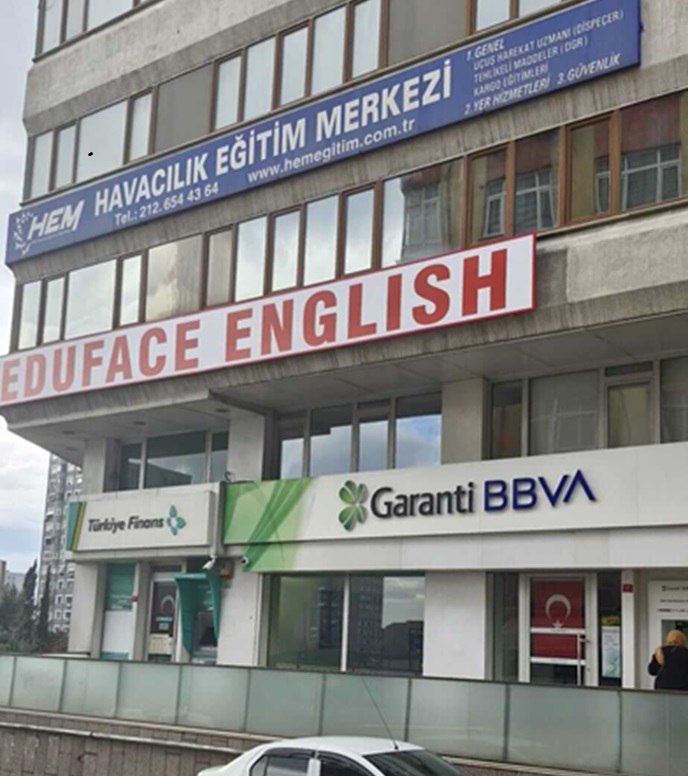 HEM HAVACILIK EĞİTİM MERKEZİ
Tel.: 212. 654 43 64 www.hemegitim.com.tr
1. GENEL
UÇUŞ HAREKAT UZMANI (DİSPEÇER)
TEHLİKELİ MADDELER (DGR)
KARGO EĞİTİMLERİ
2. YER HİZMETLERİ 3. GÜVENLİK
EDUFACE ENGLISH
Türkiye Finans
Garanti BBVA